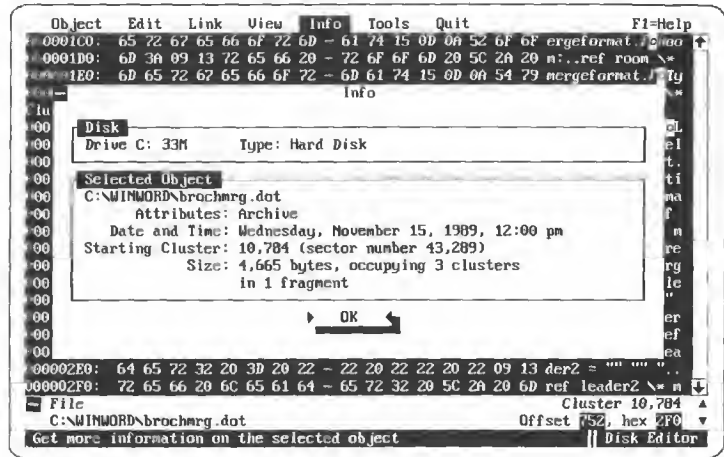 Object Edit Link View Info Tools Quit F1=Help
00001C0: 65 72 67 65 66 6F 72 6D – 61 74 15 0D 0A 52 6F 6F ergeformat.
00001D0: 6D 3A 09 13 72 65 66 20 – 72 6F 6F 6D 20 5C 2A 20 m:..ref room \*
1E0: 6D 65 72 67 65 66 6F 72 – 6D 61 74 15 0D 0A 54 79 mergeformat. Ty
Info
Disk
Drive C: 33M Type: Hard Disk
Selected Object
C:\WINWORD\brochmrg.dot
Attributes: Archive
Date and Time: Wednesday, November 15, 1989, 12:00 pm
Starting Cluster: 10,784 (sector number 43,209)
Size: 4,665 bytes, occupying 3 clusters
in 1 fragment
OK
00002E0: 64 65 72 32 20 3D 20 22 – 22 20 22 22 20 22 09 13 der2 = "" "" "..
000002F0: 72 65 66 20 6C 65 61 64 – 65 72 32 20 5C 2A 20 6D ref leader2 \* m
File Cluster 10,784
C:\WINWORD\brochmrg.dot Offset 752, hex 2F0
Get more information on the selected object Disk Editor